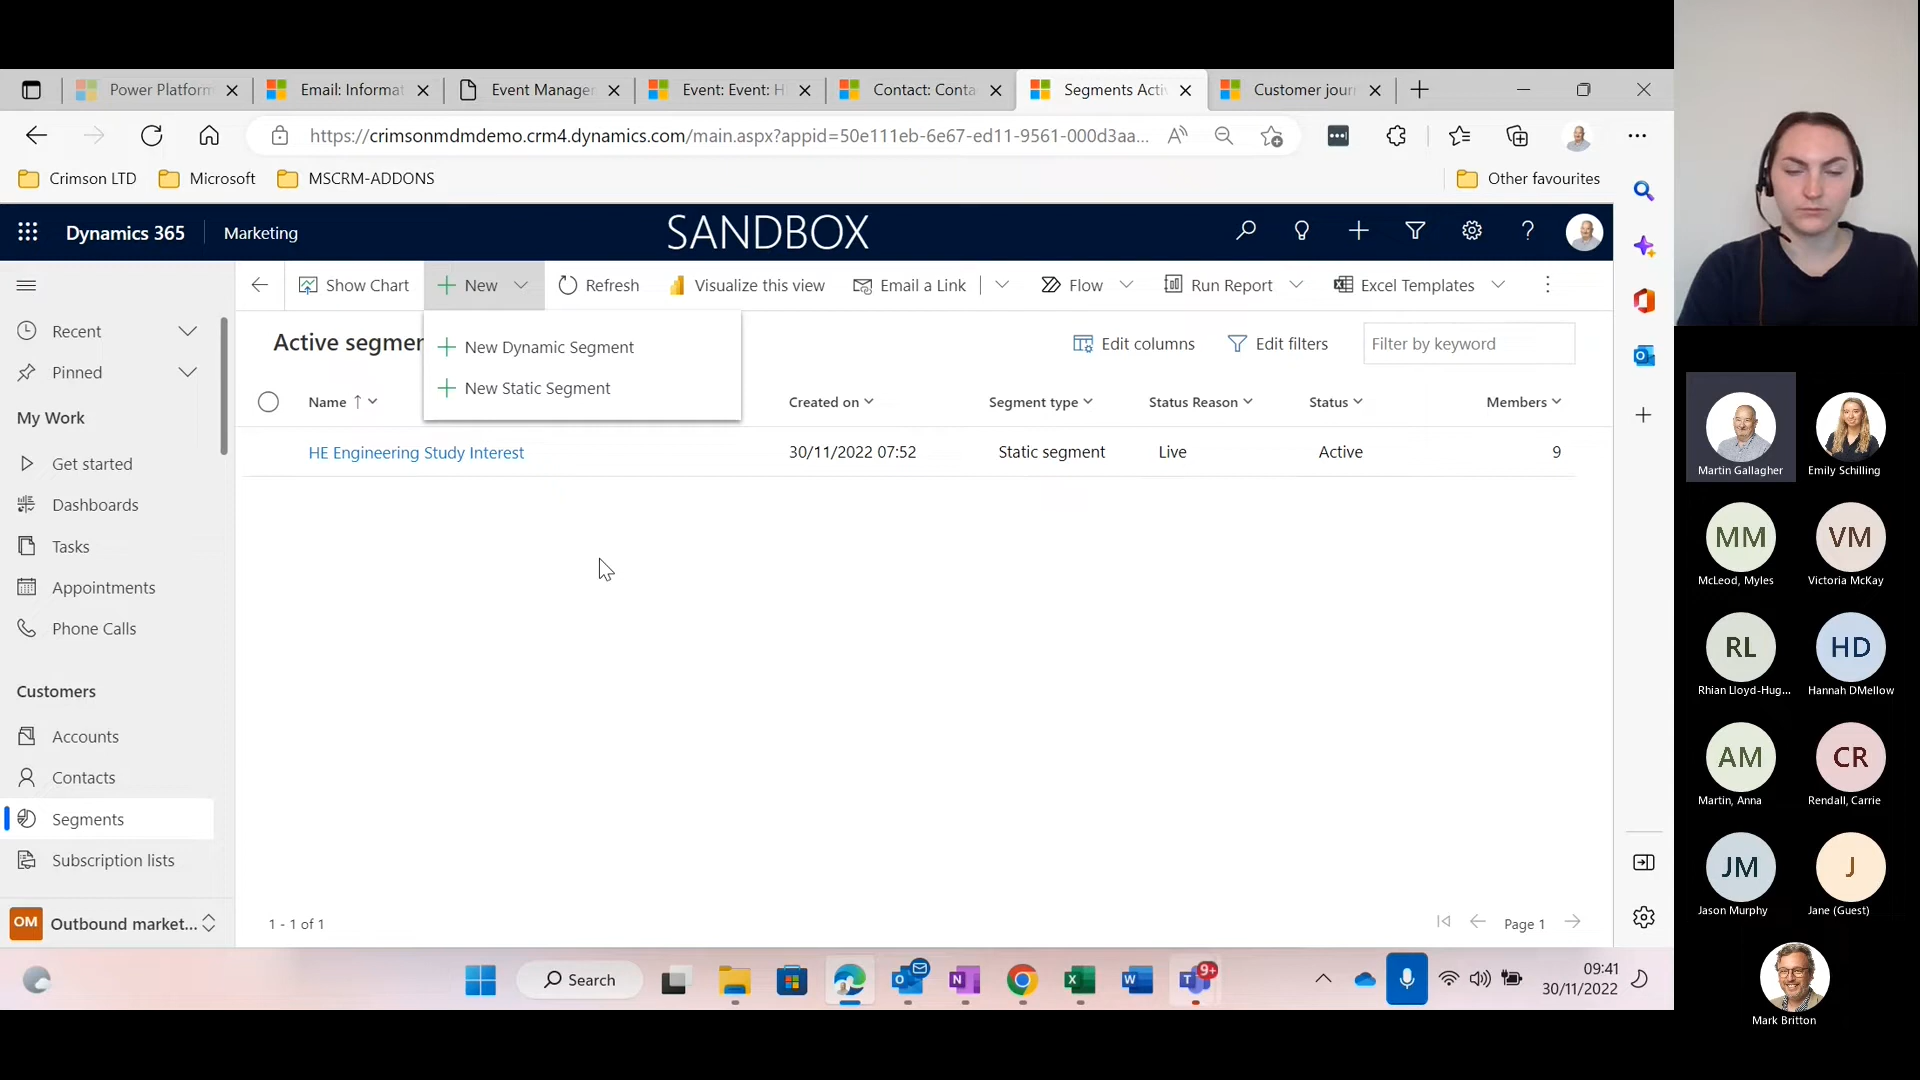 Power Platform
Email: Informat
Event Manage
Event: Event: H
Contact: Conta
Segments Acti
Customer jour
https://crimsonmdmdemo.crm4.dynamics.com/main.aspx?appid=50e111eb-6e67-ed11-9561-000d3aa...
Crimson LTD
Microsoft
MSCRM-ADDONS
Other favourites
Dynamics 365
Marketing
SANDBOX
Show Chart
New
Refresh
Visualize this view
Email a Link
Flow
Run Report
Excel Templates
Recent
Pinned
My Work
Get started
Dashboards
Tasks
Appointments
Phone Calls
Customers
Accounts
Contacts
Segments
Subscription lists
OM Outbound market...
Active segmen
New Dynamic Segment
New Static Segment
Edit columns
Edit filters
Filter by keyword
Name
Created on
Segment type
Status Reason
Status
Members
HE Engineering Study Interest
30/11/2022 07:52
Static segment
Live
Active
9
1 - 1 of 1
Page 1
Search
9+
09:41
30/11/2022
Martin Gallagher
Emily Schilling
MM
McLeod, Myles
VM
Victoria McKay
RL
Rhian Lloyd-Hug...
HD
Hannah DMellow
AM
Martin, Anna
CR
Rendall, Carrie
JM
Jason Murphy
J
Jane (Guest)
Mark Britton